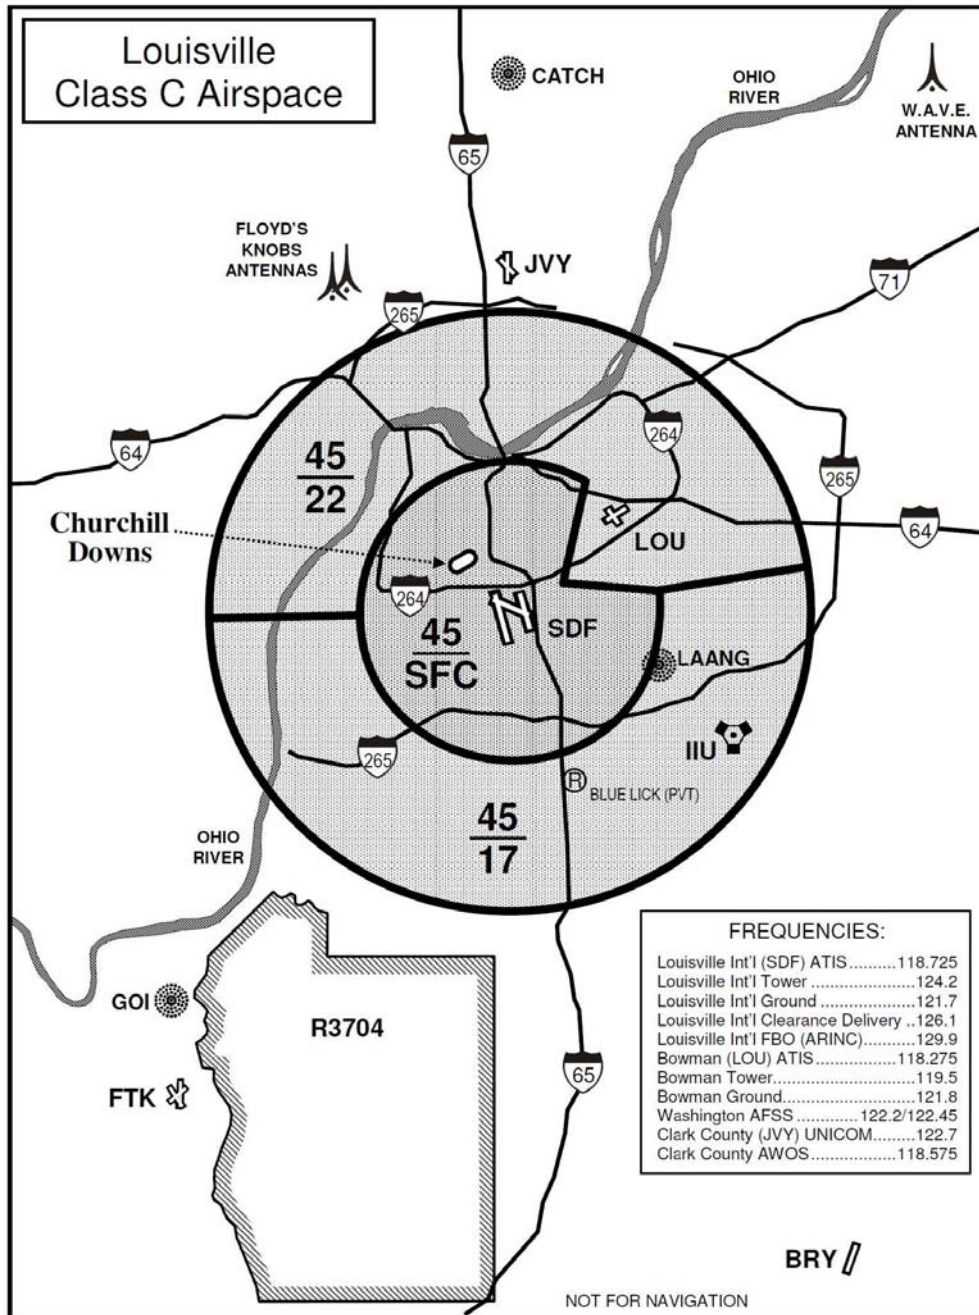 Louisville
Class C Airspace
CATCH
OHIO
RIVER
W.A.V.E.
ANTENNA
65
FLOYD'S
KNOBS
ANTENNAS
JVY
71
265
264
64
45
22
265
Churchill
Downs
LOU
64
264
45
SFC
SDF
LAANG
IIU
265
R
BLUE LICK (PVT)
45
17
OHIO
RIVER
GOI
R3704
FTK
65
FREQUENCIES:
Louisville Int'l (SDF) ATIS..........118.725
Louisville Int'l Tower ......................124.2
Louisville Int'l Ground ....................121.7
Louisville Int'l Clearance Delivery ..126.1
Louisville Int'l FBO (ARINC)..........129.9
Bowman (LOU) ATIS ................118.275
Bowman Tower..............................119.5
Bowman Ground............................121.8
Washington AFSS .............122.2/122.45
Clark County (JVY) UNICOM.........122.7
Clark County AWOS..................118.575
BRY
NOT FOR NAVIGATION